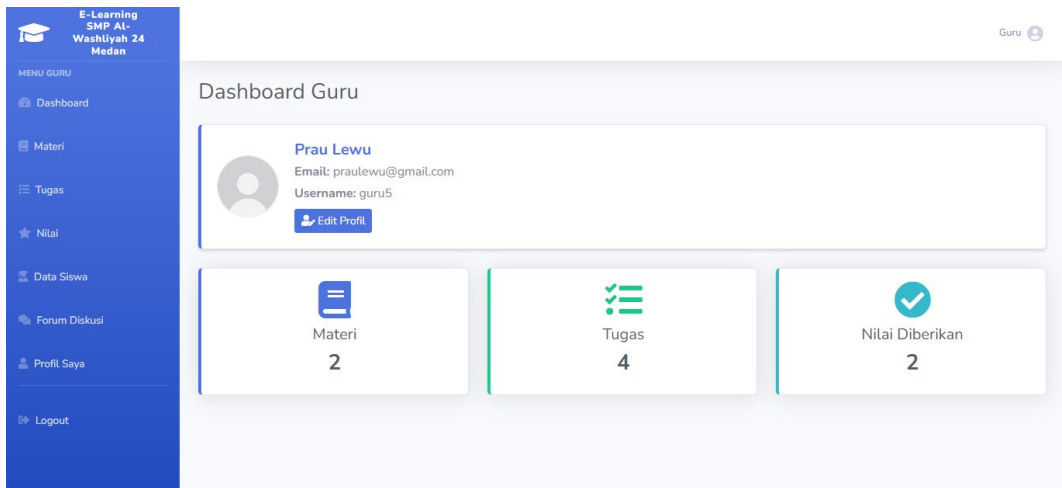 E-Learning
SMP Al-
Washliyah 24
Medan
MENU GURU
Dashboard
Materi
Tugas
Nilai
Data Siswa
Forum Diskusi
Profil Saya
Logout
Guru
Dashboard Guru
Prau Lewu
Email: praulewu@gmail.com
Username: guru5
Edit Profil
Materi
2
Tugas
4
Nilai Diberikan
2